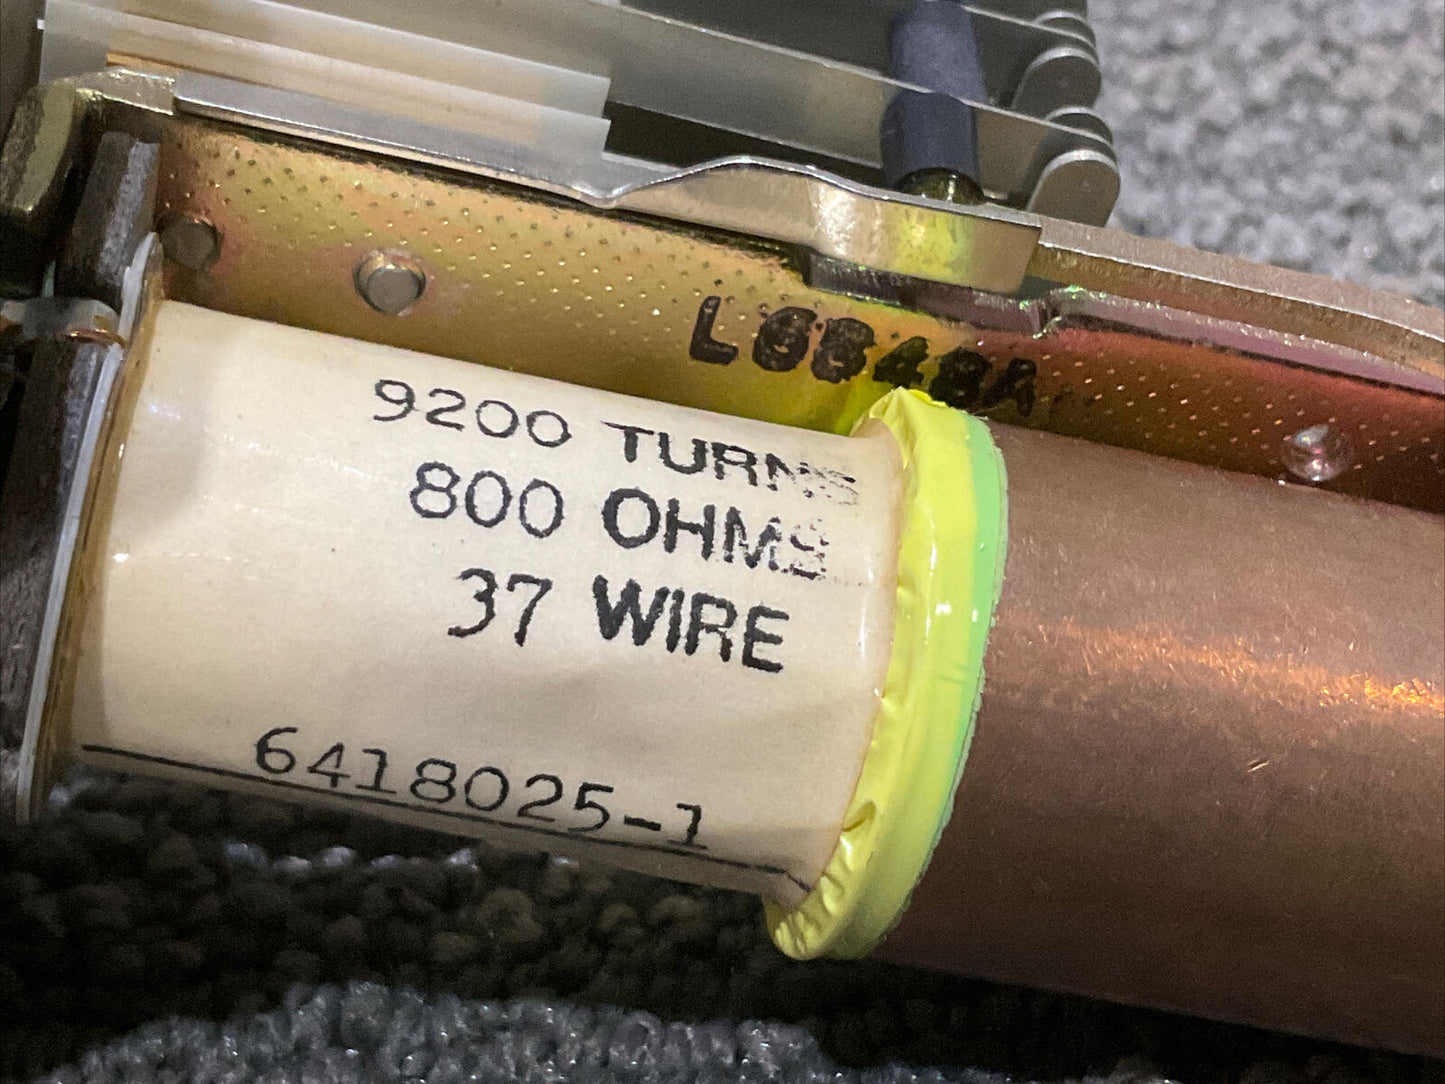 L6848A
9200 TURNS
800 OHMS
37 WIRE
6418025-1